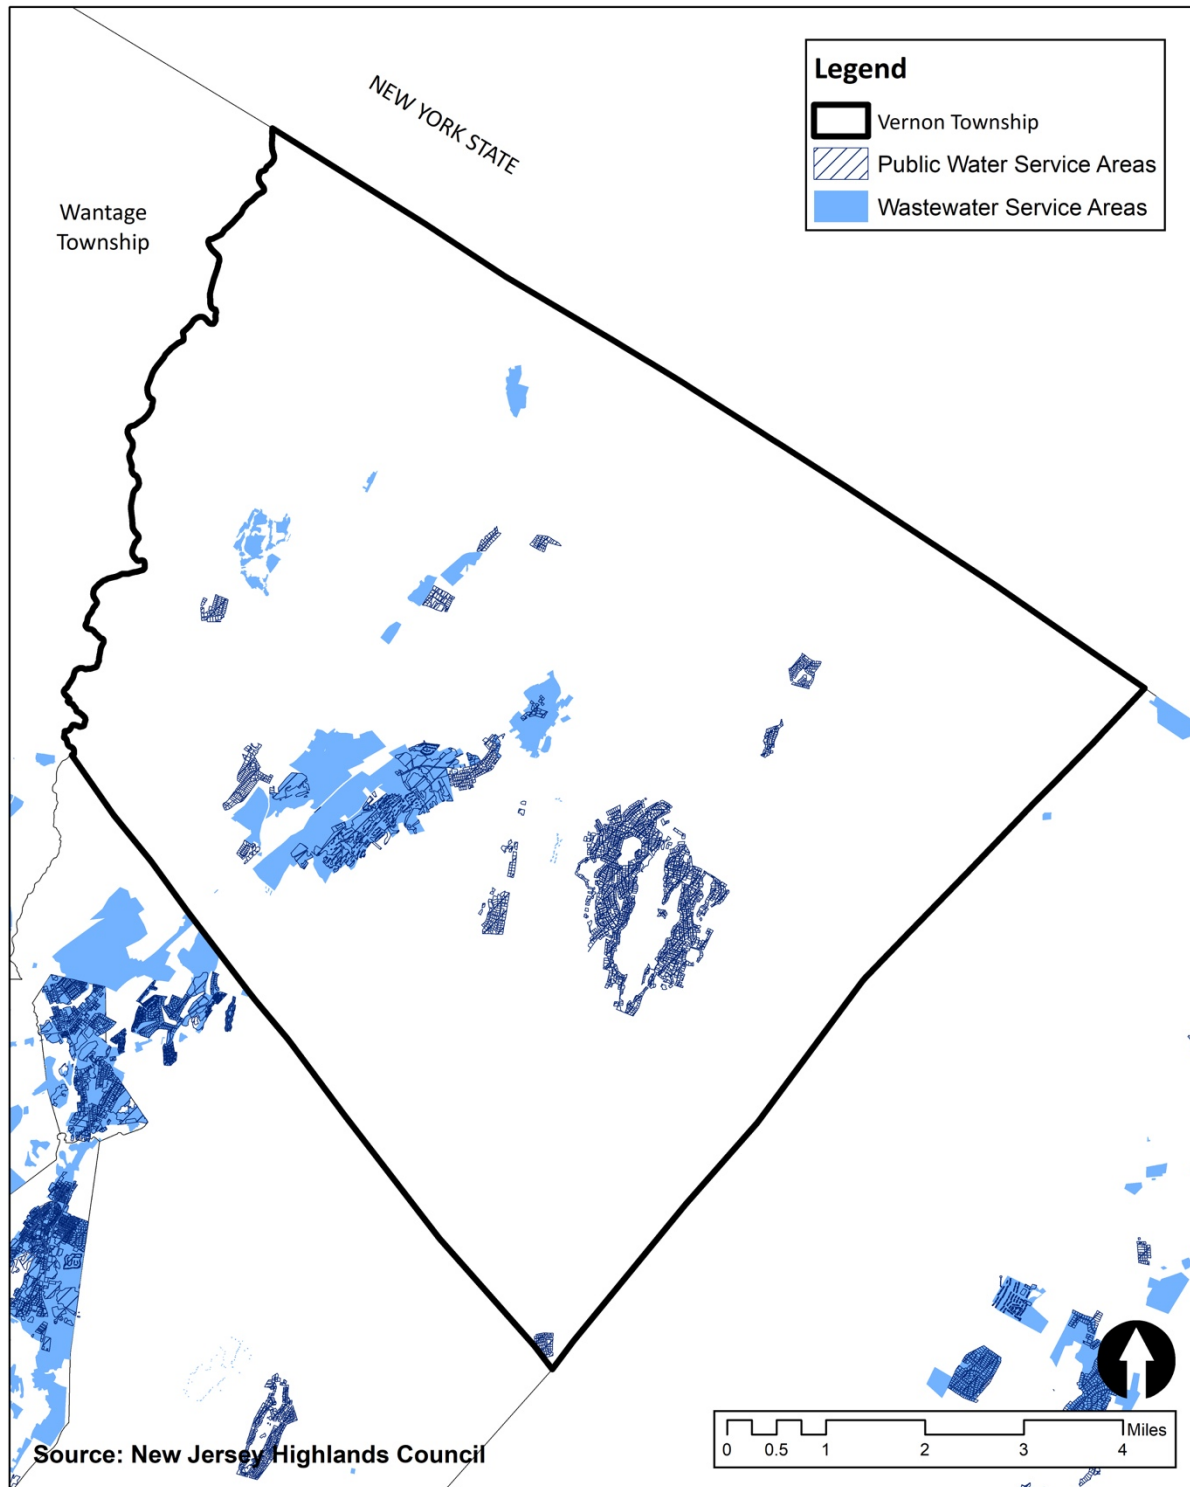 NEW YORK STATE
Legend
Vernon Township
Public Water Service Areas
Wastewater Service Areas
Wantage
Township
Miles
0 0.5 1 2 3 4
Source: New Jersey Highlands Council